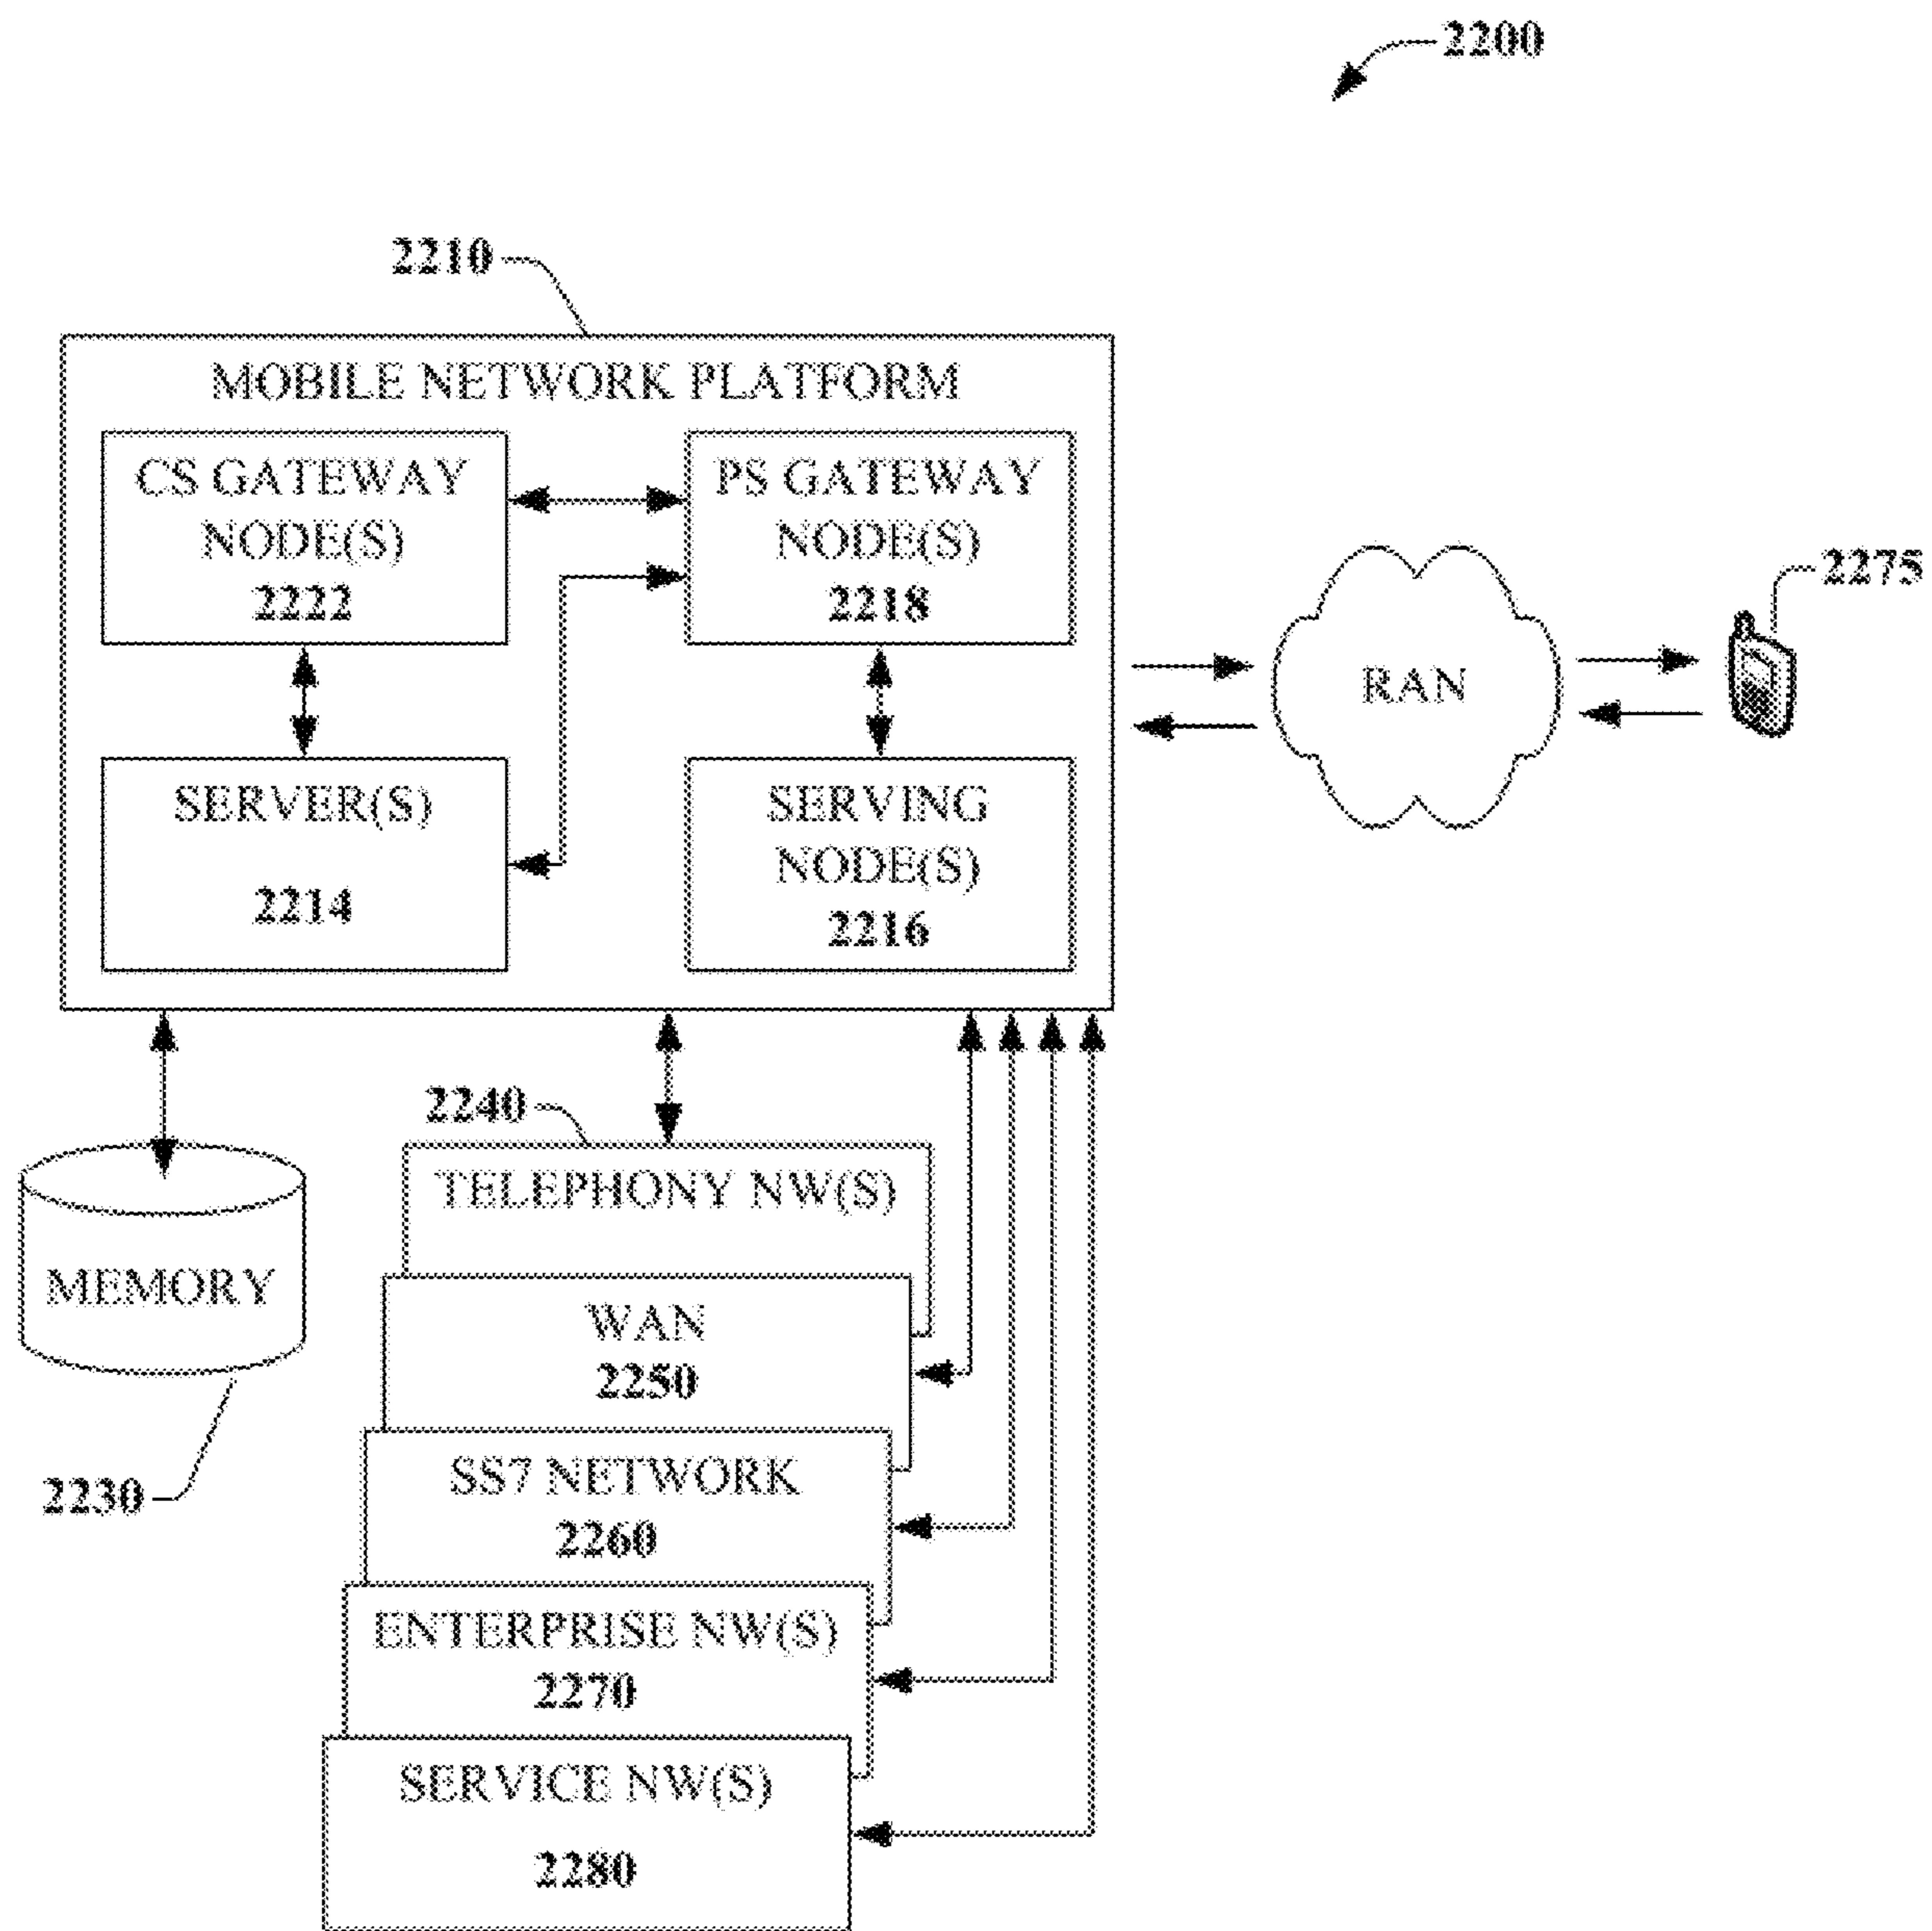 2200
2210
MOBILE NETWORK PLATFORM
CS GATEWAY
NODE(S)
2222
PS GATEWAY
NODE(S)
2218
SERVER(S)
2214
SERVING
NODE(S)
2216
RAN
2275
2240
TELEPHONY NW(S)
MEMORY
2230
WAN
2250
SS7 NETWORK
2260
ENTERPRISE NW(S)
2270
SERVICE NW(S)
2280